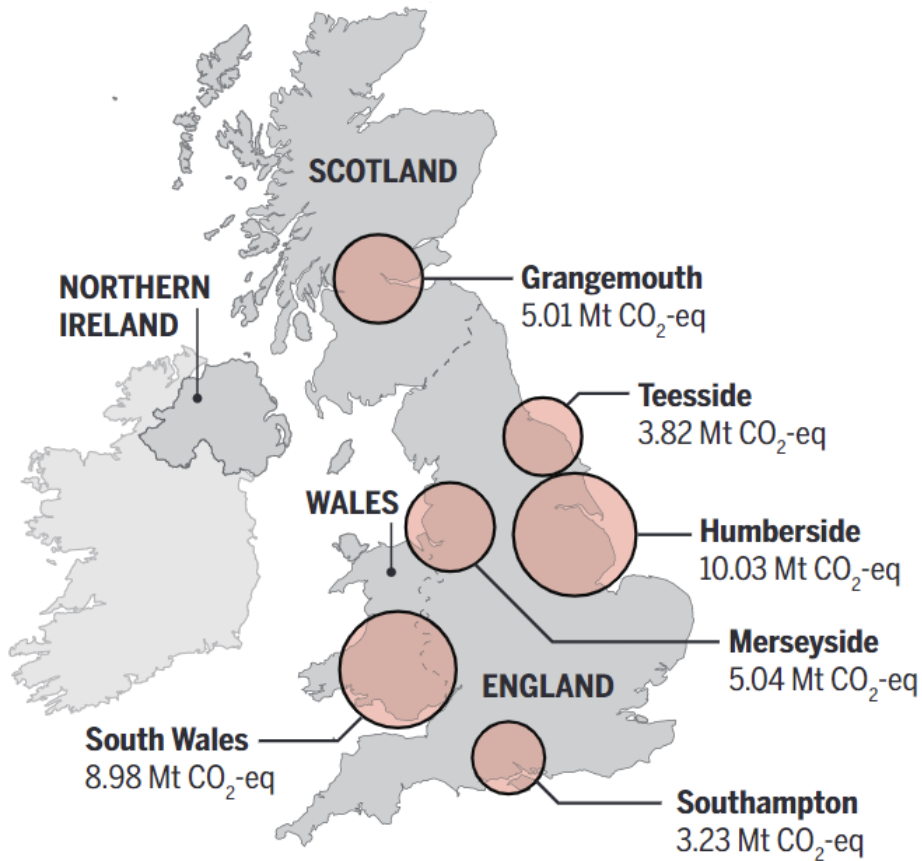 SCOTLAND
Grangemouth
5.01 Mt CO₂-eq
NORTHERN
IRELAND
Teesside
3.82 Mt CO₂-eq
WALES
Humberside
10.03 Mt CO₂-eq
Merseyside
5.04 Mt CO₂-eq
ENGLAND
South Wales
8.98 Mt CO₂-eq
Southampton
3.23 Mt CO₂-eq